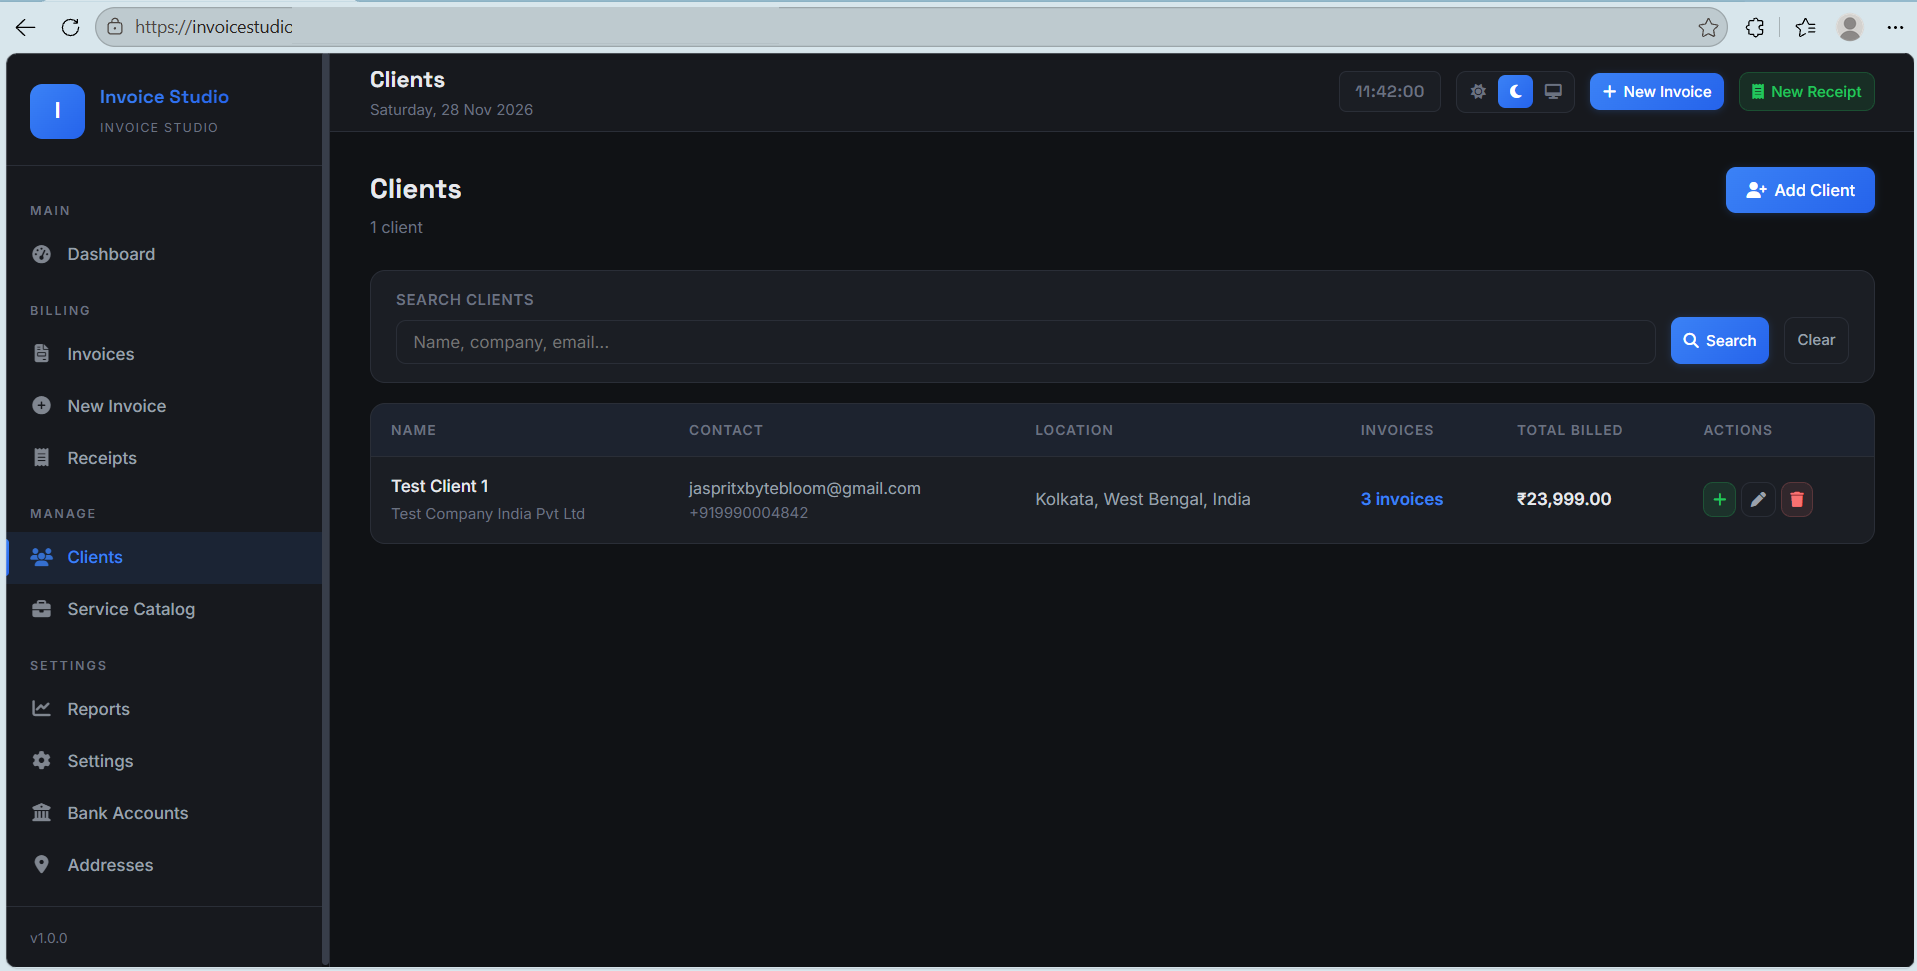 https://invoicestudio
I
Invoice Studio
INVOICE STUDIO
MAIN
Dashboard
BILLING
Invoices
New Invoice
Receipts
MANAGE
Clients
Service Catalog
SETTINGS
Reports
Settings
Bank Accounts
Addresses
v1.0.0
Clients
Saturday, 28 Nov 2026
11:42:00
New Invoice
New Receipt
Clients
1 client
Add Client
SEARCH CLIENTS
Name, company, email...
Search
Clear
NAME CONTACT LOCATION INVOICES TOTAL BILLED ACTIONS
Test Client 1
Test Company India Pvt Ltd
jaspritxbytebloom@gmail.com
+919990004842
Kolkata, West Bengal, India
3 invoices
₹23,999.00